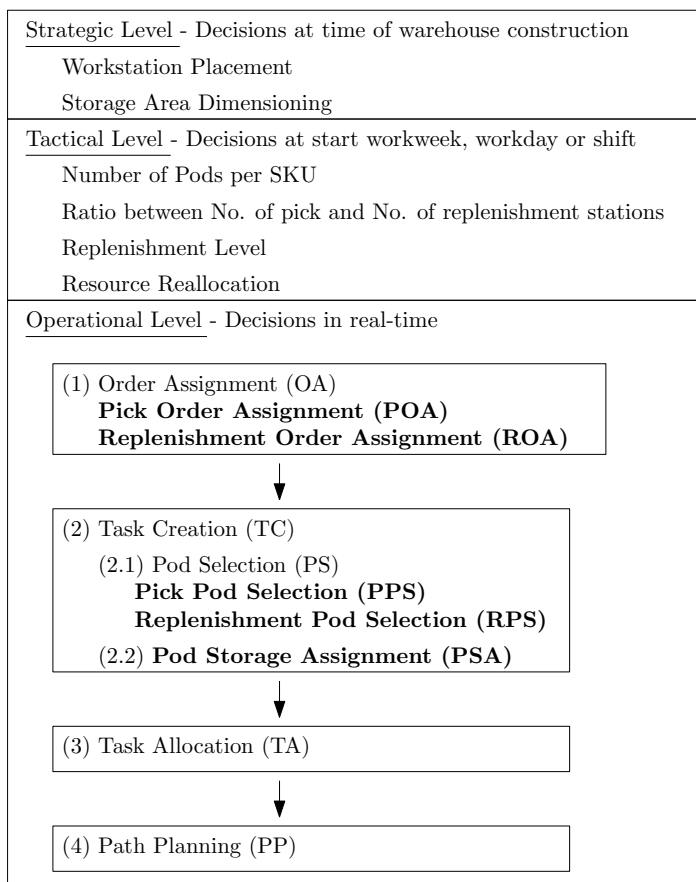 Strategic Level - Decisions at time of warehouse construction
Workstation Placement
Storage Area Dimensioning
Tactical Level - Decisions at start workweek, workday or shift
Number of Pods per SKU
Ratio between No. of pick and No. of replenishment stations
Replenishment Level
Resource Reallocation
Operational Level - Decisions in real-time
(1) Order Assignment (OA)
Pick Order Assignment (POA)
Replenishment Order Assignment (ROA)
(2) Task Creation (TC)
(2.1) Pod Selection (PS)
Pick Pod Selection (PPS)
Replenishment Pod Selection (RPS)
(2.2) Pod Storage Assignment (PSA)
(3) Task Allocation (TA)
(4) Path Planning (PP)